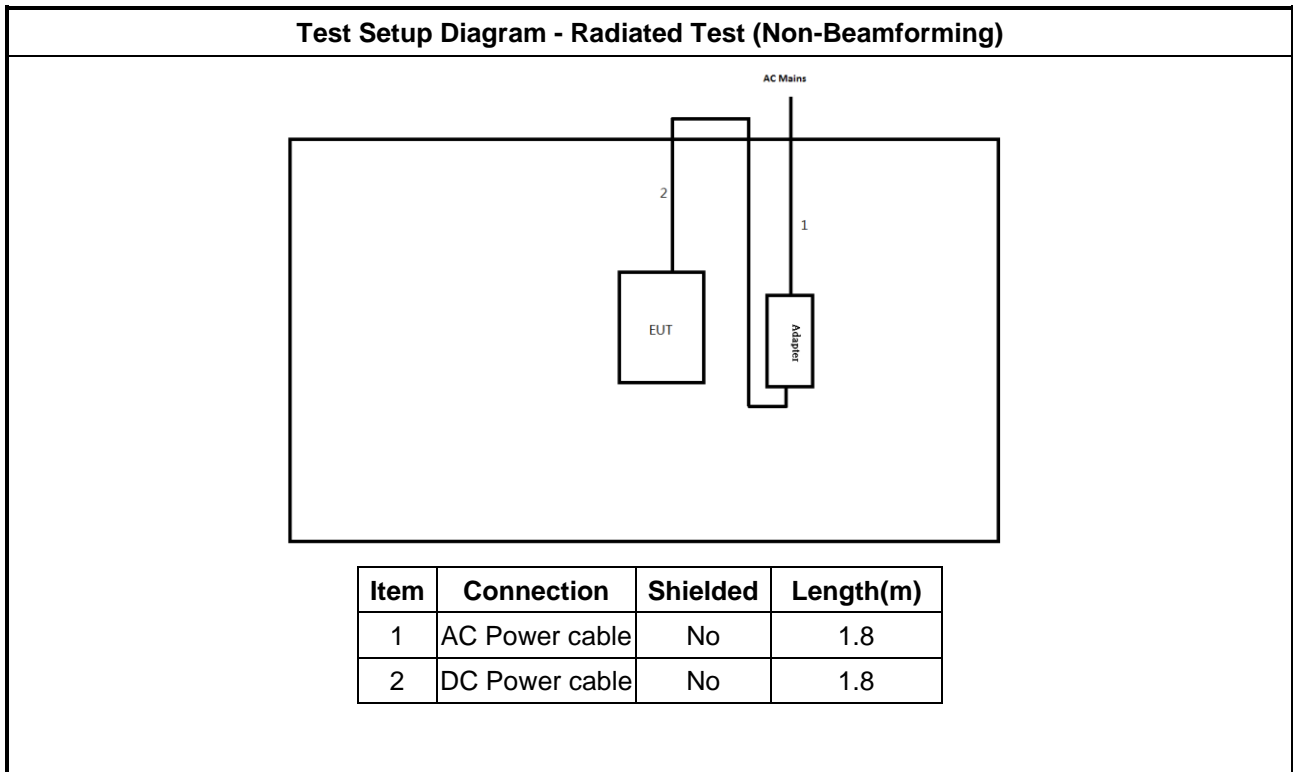 Test Setup Diagram - Radiated Test (Non-Beamforming)
AC Mains
2
1
EUT
Adapter
Item Connection Shielded Length(m)
1 AC Power cable No 1.8
2 DC Power cable No 1.8